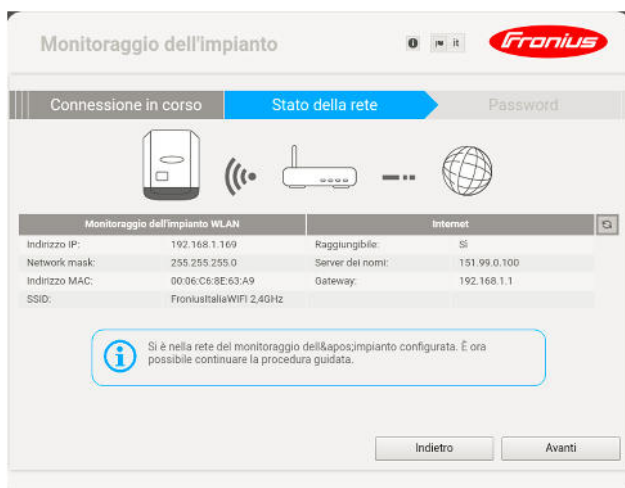 Monitoraggio dell'impianto
it
Fronius
Connessione in corso
Stato della rete
Password
Monitoraggio dell'impianto WLAN
Internet
Indirizzo IP: 192.168.1.169 Raggiungibile: Sì
Network mask: 255.255.255.0 Server dei nomi: 151.99.0.100
Indirizzo MAC: 00:06:C6:8E:63:A9 Gateway: 192.168.1.1
SSID: FroniusItaliaWIFI 2,4GHz
Si è nella rete del monitoraggio dell&apos;impianto configurata. È ora
possibile continuare la procedura guidata.
Indietro
Avanti